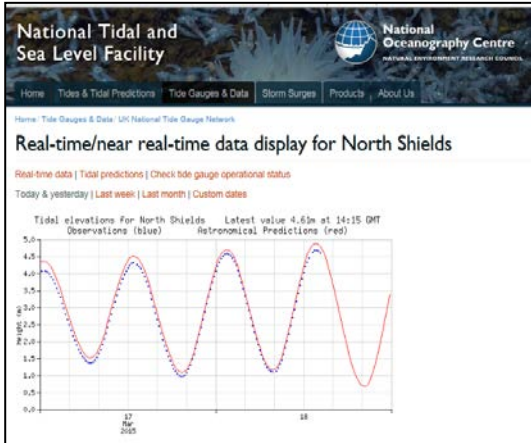 National Tidal and
Sea Level Facility
National
Oceanography Centre
NATURAL ENVIRONMENT RESEARCH COUNCIL
Home Tides & Tidal Predictions Tide Gauges & Data Storm Surges Products About Us
Home/ Tide Gauges & Data/ UK National Tide Gauge Network
Real-time/near real-time data display for North Shields
Real-time data | Tidal predictions | Check tide gauge operational status
Today & yesterday | Last week | Last month | Custom dates
Tidal elevations for North Shields Latest value 4.61m at 14:15 GMT
Observations (blue) Astronomical Predictions (red)
5.0
4.5
4.0
3.5
3.0
2.5
2.0
1.5
1.0
0.5
0.0
Height (m)
17 18
Mar
2015